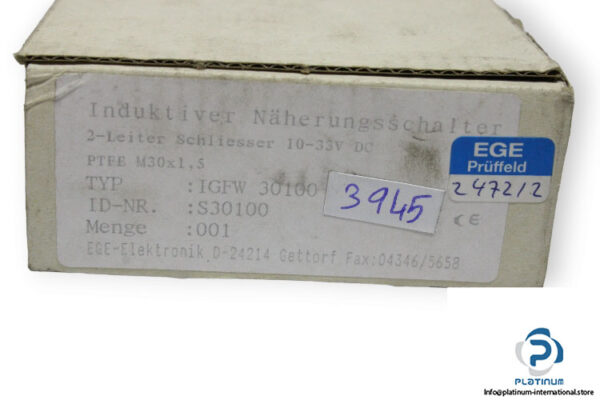 Induktiver Näherungsschalter
2-Leiter Schliesser 10-33V DC
PTFE M30x1,5
TYP :IGFW 30100
ID-NR. :S30100
Menge :001
EGE-Elektronik D-24214 Gettorf Fax:04346/5658
3945
EGE
Prüffeld
2472/2
CE
PLATINUM
Info@platinum-international.store